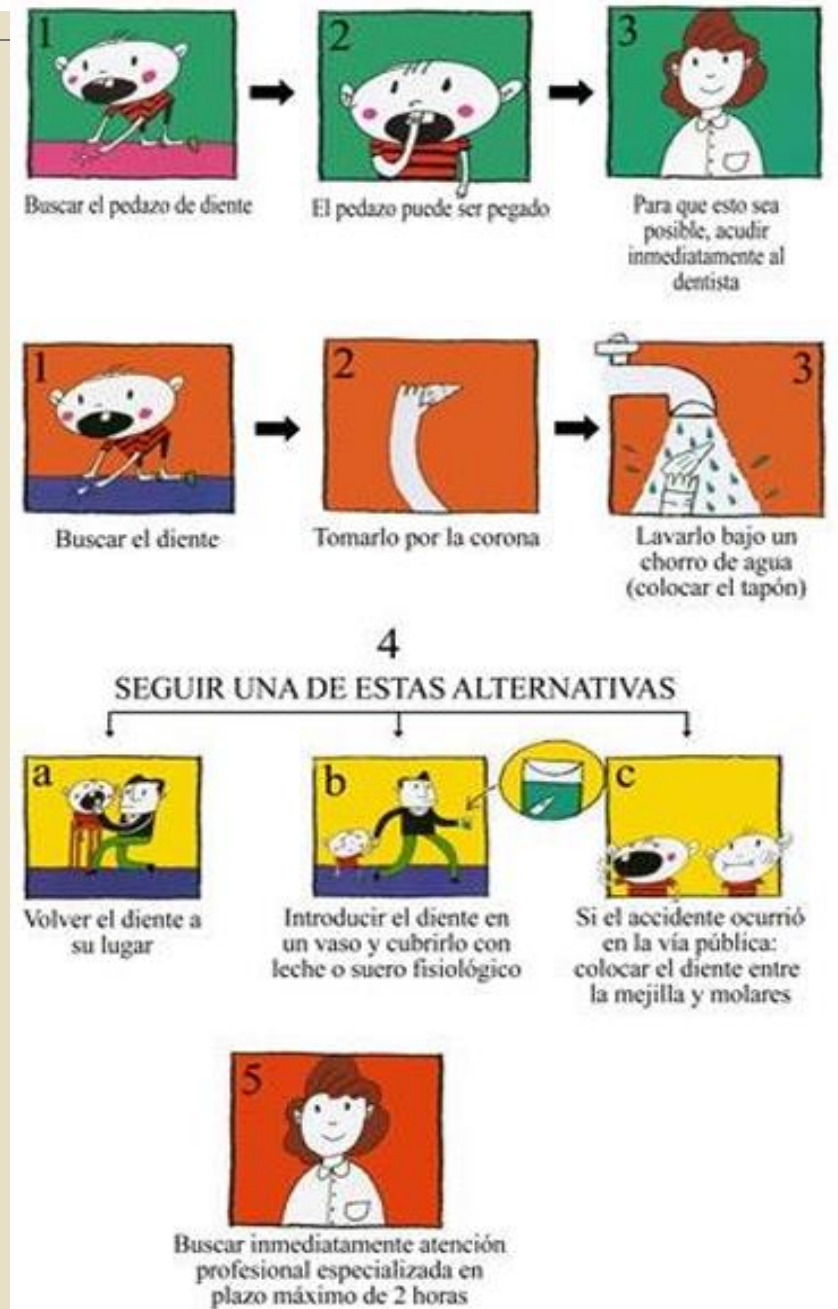 1
2
3
Buscar el pedazo de diente
El pedazo puede ser pegado
Para que esto sea
posible, acudir
inmediatamente al
dentista
1
2
3
Buscar el diente
Tomarlo por la corona
Lavarlo bajo un
chorro de agua
(colocar el tapón)
4
SEGUIR UNA DE ESTAS ALTERNATIVAS
a
b
c
Volver el diente a
su lugar
Introducir el diente en
un vaso y cubrirlo con
leche o suero fisiológico
Si el accidente ocurrió
en la vía pública:
colocar el diente entre
la mejilla y molares
5
Buscar inmediatamente atención
profesional especializada en
plazo máximo de 2 horas